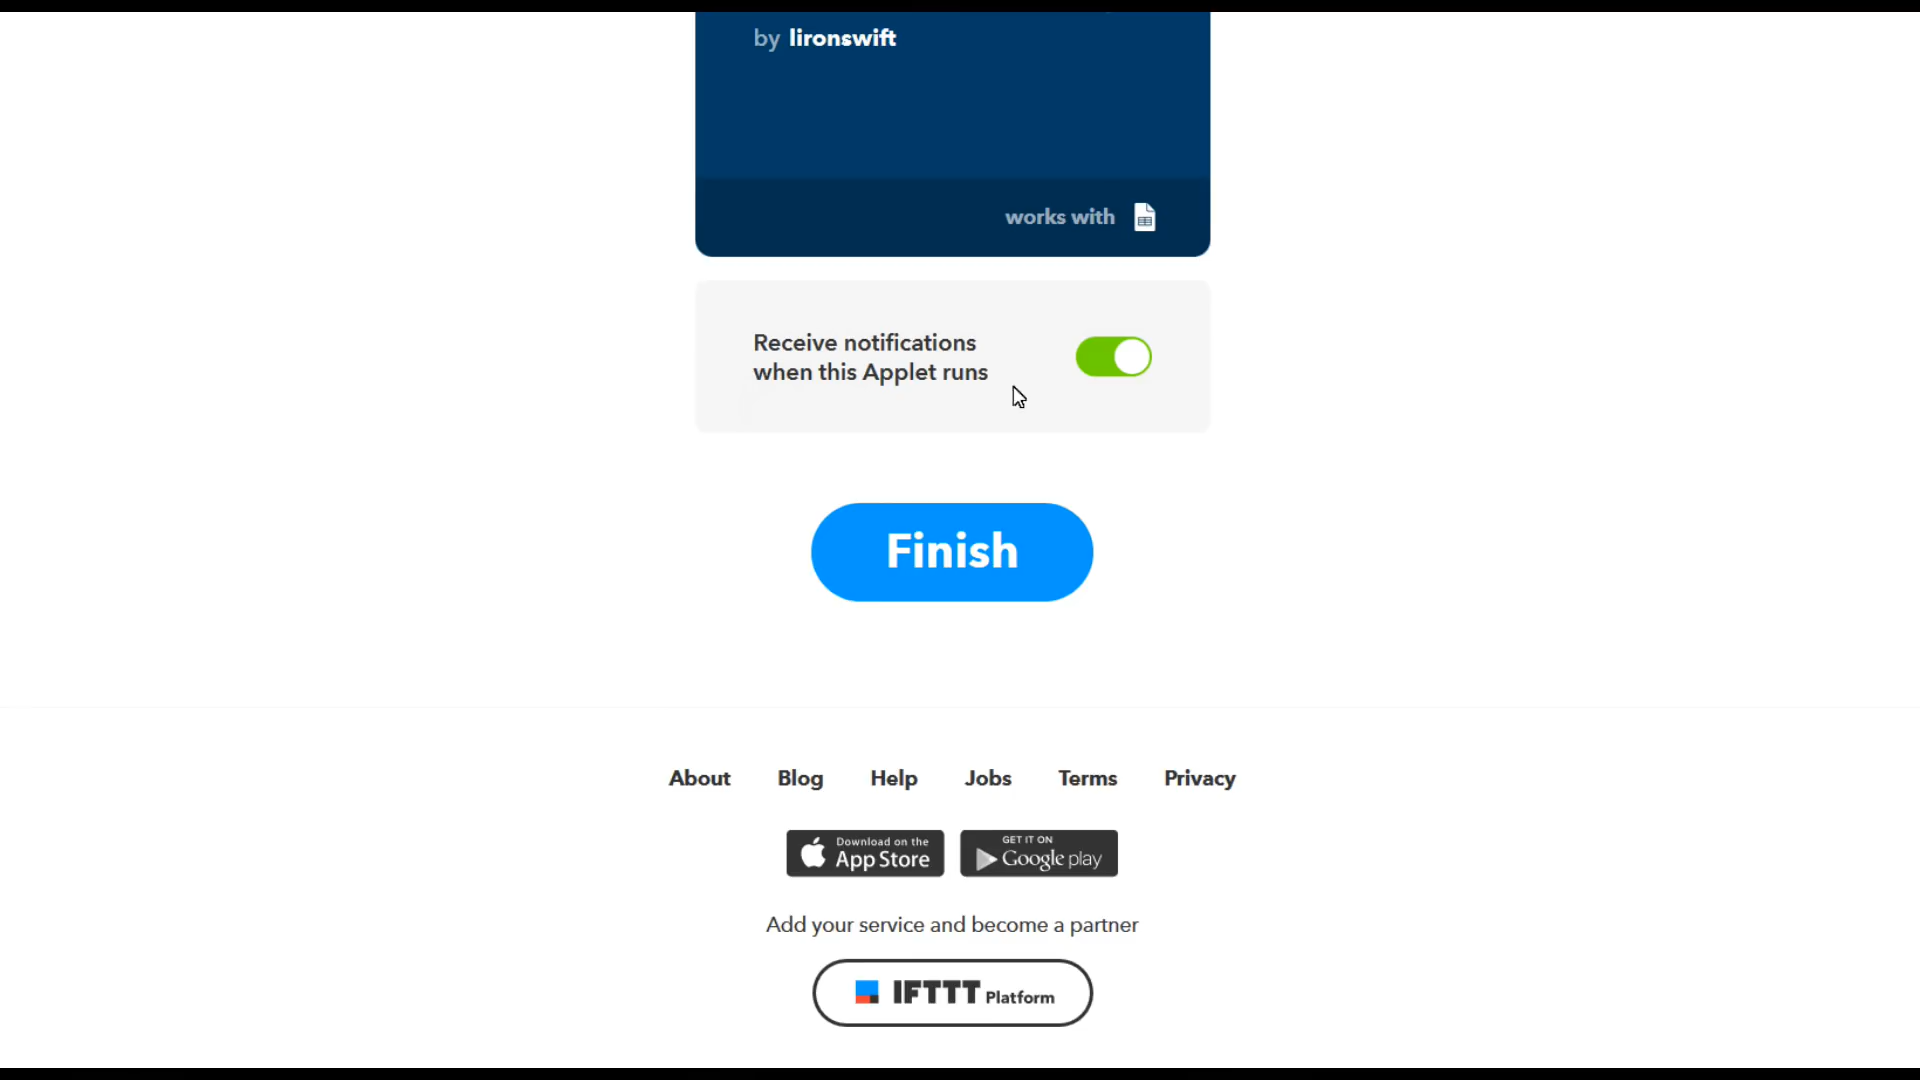 by lironswift
works with
Receive notifications
when this Applet runs
Finish
About Blog Help Jobs Terms Privacy
Download on the
App Store
GET IT ON
Google play
Add your service and become a partner
IFTTT Platform